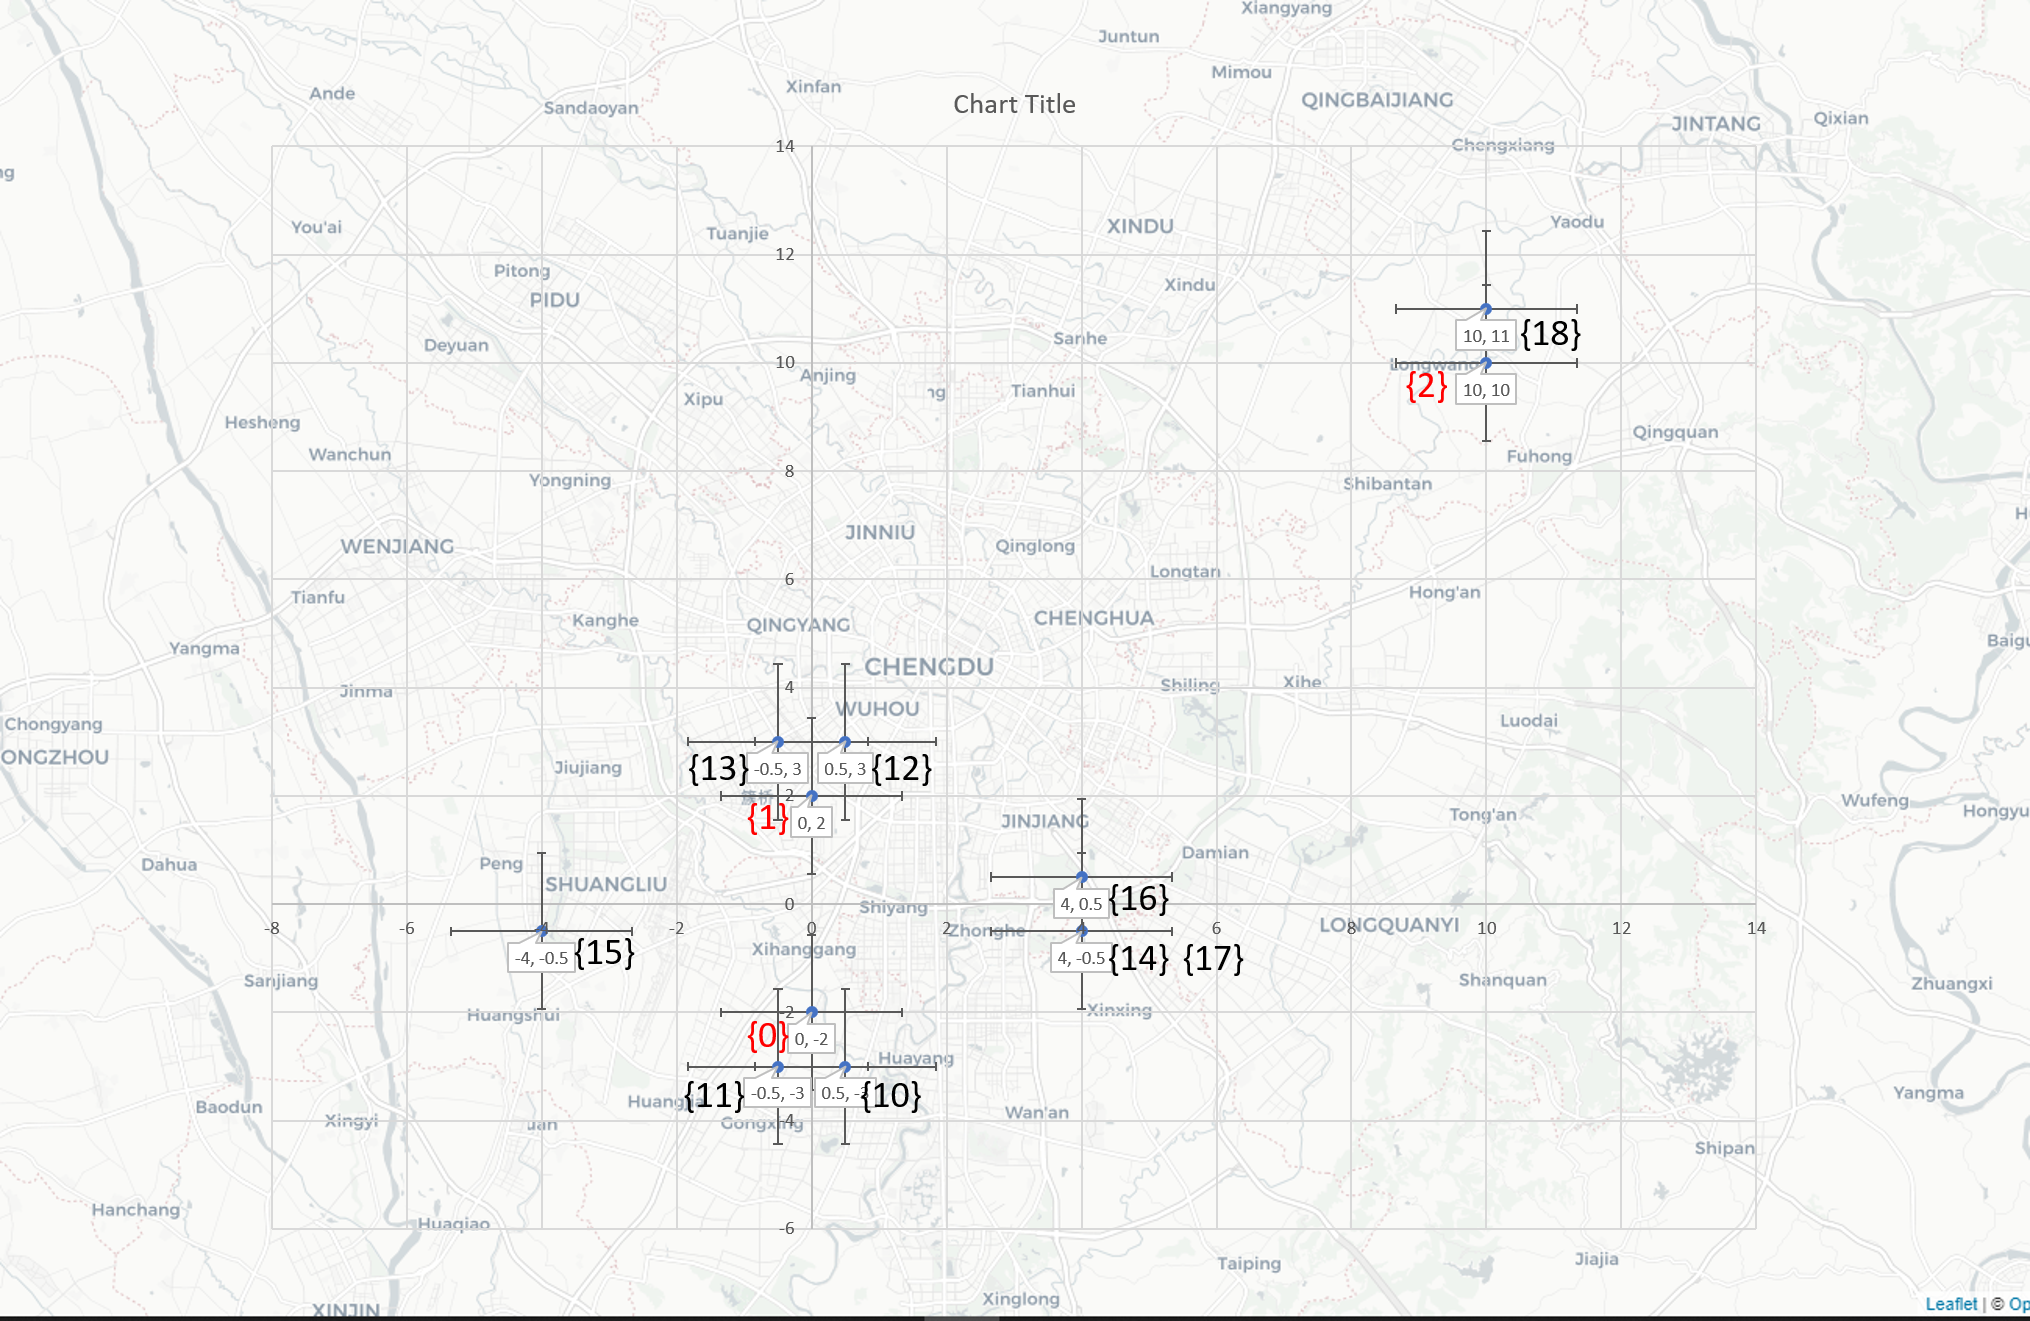 Xiangyang
Juntun
Mimou
Ande
Xinfan
Sandaoyan
Chart Title
QINGBAIJIANG
JINTANG
Qixian
14
Chengxiang
You'ai
Tuanjie
XINDU
Yaodu
12
Pitong
PIDU
Xindu
Deyuan
Sanhe
10, 11 {18}
10
Longwang
Anjing
Tianhui
{2} 10, 10
Xipu
Hesheng
Qingquan
Wanchun
Fuhong
8
Yongning
Shibantan
JINNIU
WENJIANG
Qinglong
Longtan
6
Tianfu
Hong'an
Kanghe
QINGYANG
CHENGHUA
Yangma
CHENGDU
Jinma
4
Shiling
Xihe
WUHOU
Chongyang
Luodai
ONGZHOU
Jiujiang
{13} -0.5, 3 0.5, 3 {12}
2
Wufeng
Hongyu
{1} 0, 2
JINJIANG
Tong'an
Dahua
Peng
Damian
SHUANGLIU
4, 0.5 {16}
0
Shiyang
-8 -6 -2 0 2 6 8 10 12 14
Zhonghe
LONGQUANYI
Xihanggang
-4, -0.5 {15}
4, -0.5 {14} {17}
Sanjiang
Shanquan
Zhuangxi
Huangshui
-2
Xinxing
{0} 0, -2
Huayang
{11} -0.5, -3 0.5, -3 {10}
Yangma
Baodun
Wan'an
Xingyi
Gongxing
-4
Shipan
Hanchang
Huaqiao
-6
Taiping
Jiajia
Xinglong
XINJIN
Leaflet | © Op